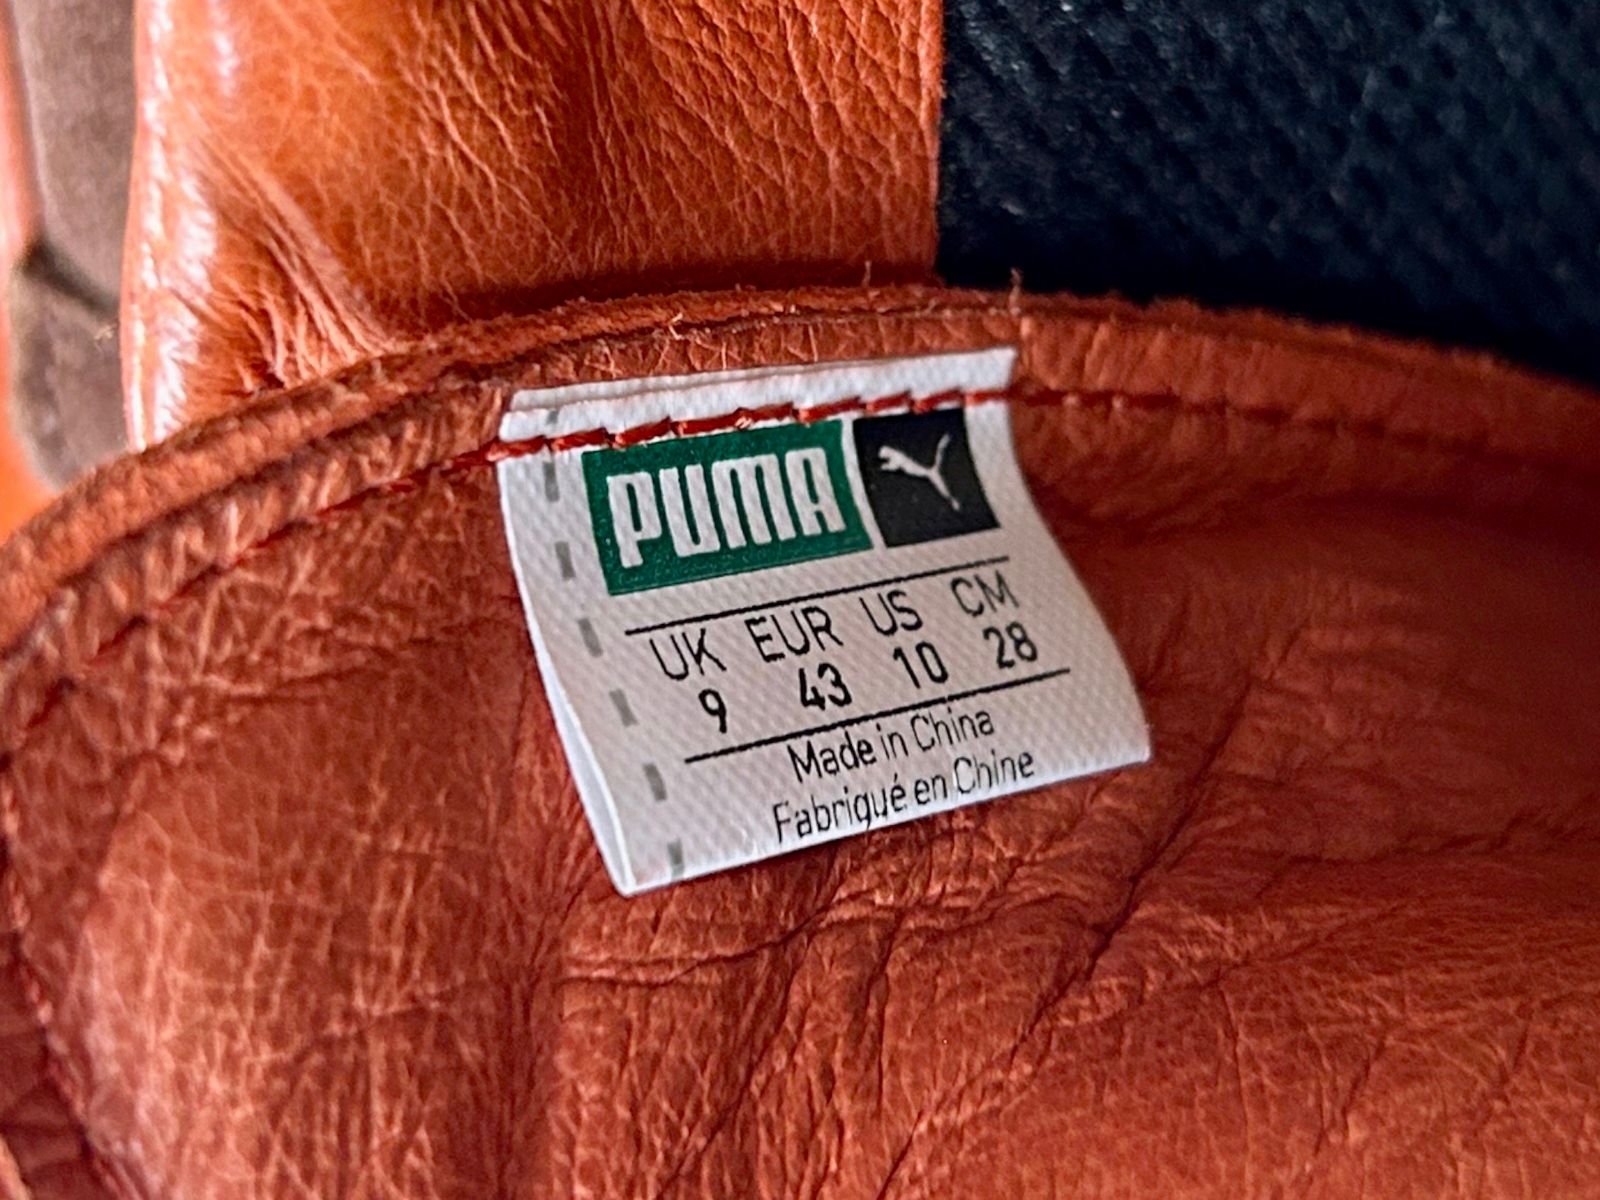 PUMA
UK EUR US CM
9 43 10 28
Made in China
Fabriqué en Chine